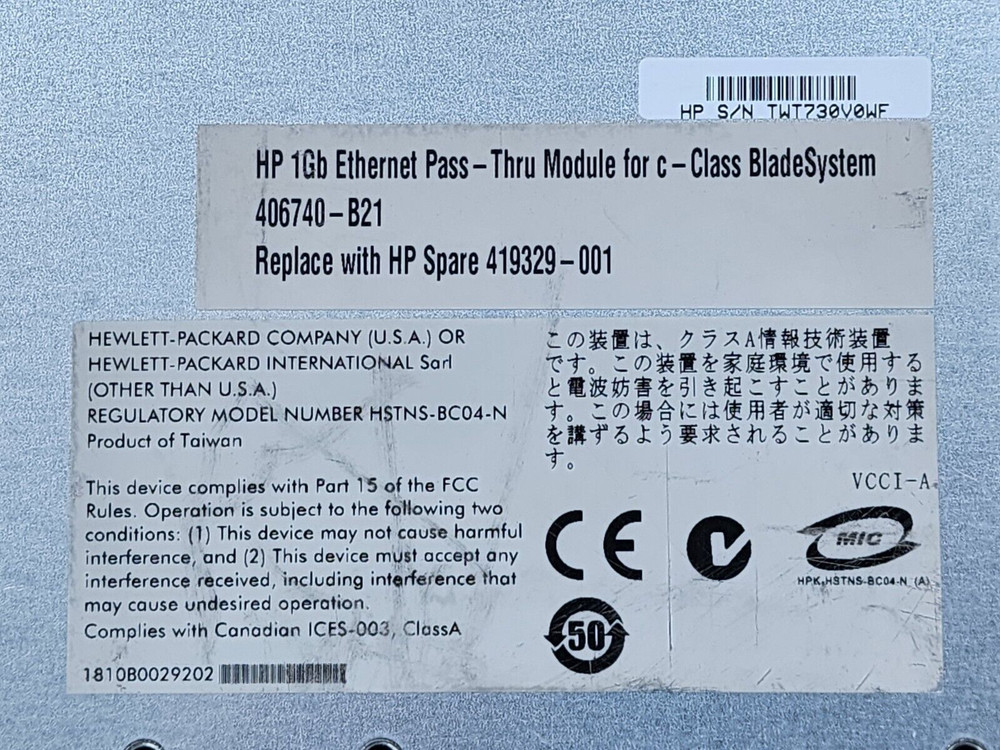 HP S/N TWT730V0WF
HP 1Gb Ethernet Pass-Thru Module for c-Class BladeSystem
406740-B21
Replace with HP Spare 419329-001
HEWLETT-PACKARD COMPANY (U.S.A.) OR
HEWLETT-PACKARD INTERNATIONAL Sarl
(OTHER THAN U.S.A.)
REGULATORY MODEL NUMBER HSTNS-BC04-N
Product of Taiwan
This device complies with Part 15 of the FCC
Rules. Operation is subject to the following two
conditions: (1) This device may not cause harmful
interference, and (2) This device must accept any
interference received, including interference that
may cause undesired operation.
Complies with Canadian ICES-003, ClassA
1810B0029202
この装置は、クラスA情報技術装置
です。この装置を家庭環境で使用する
と電波妨害を引き起こすことがありま
す。この場合には使用者が適切な対策
を講ずるよう要求されることがありま
す。
VCCI-A
CE
MIC
HPK-HSTNS-BC04-N (A)
50